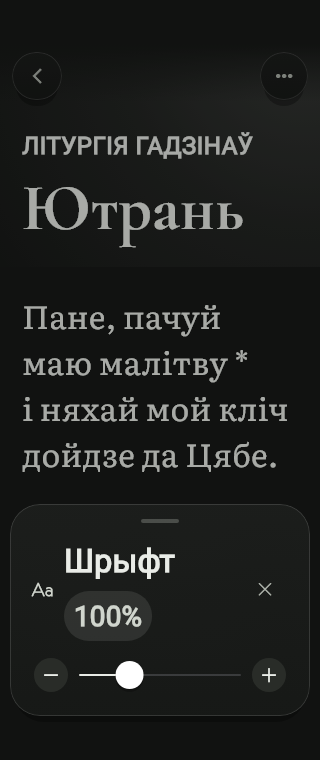 ЛІТУРГІЯ ГАДЗІНАЎ
Ютрань
Пане, пачуй
маю малітву *
і няхай мой кліч
дойдзе да Цябе.
Aa
Шрыфт
100%